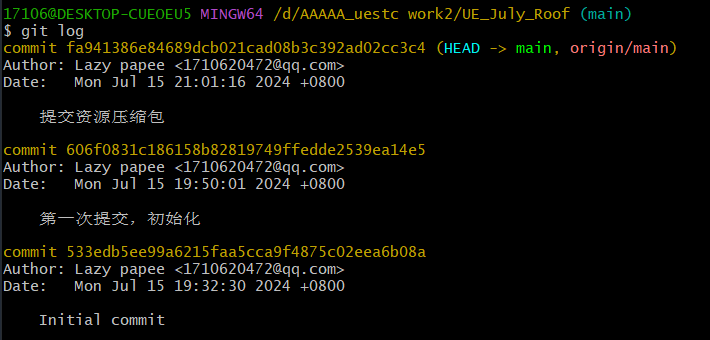 17106@DESKTOP-CUEOEU5 MINGW64 /d/AAAAA_uestc work2/UE_July_Roof (main)
$ git log
commit fa941386e84689dcb021cad08b3c392ad02cc3c4 (HEAD -> main, origin/main)
Author: Lazy papee <1710620472@qq.com>
Date:   Mon Jul 15 21:01:16 2024 +0800
提交资源压缩包
commit 606f0831c186158b82819749ffedde2539ea14e5
Author: Lazy papee <1710620472@qq.com>
Date:   Mon Jul 15 19:50:01 2024 +0800
第一次提交，初始化
commit 533edb5ee99a6215faa5cca9f4875c02eea6b08a
Author: Lazy papee <1710620472@qq.com>
Date:   Mon Jul 15 19:32:30 2024 +0800
Initial commit